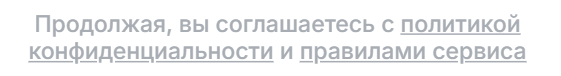 Продолжая, вы соглашаетесь с политикой
конфиденциальности и правилами сервиса